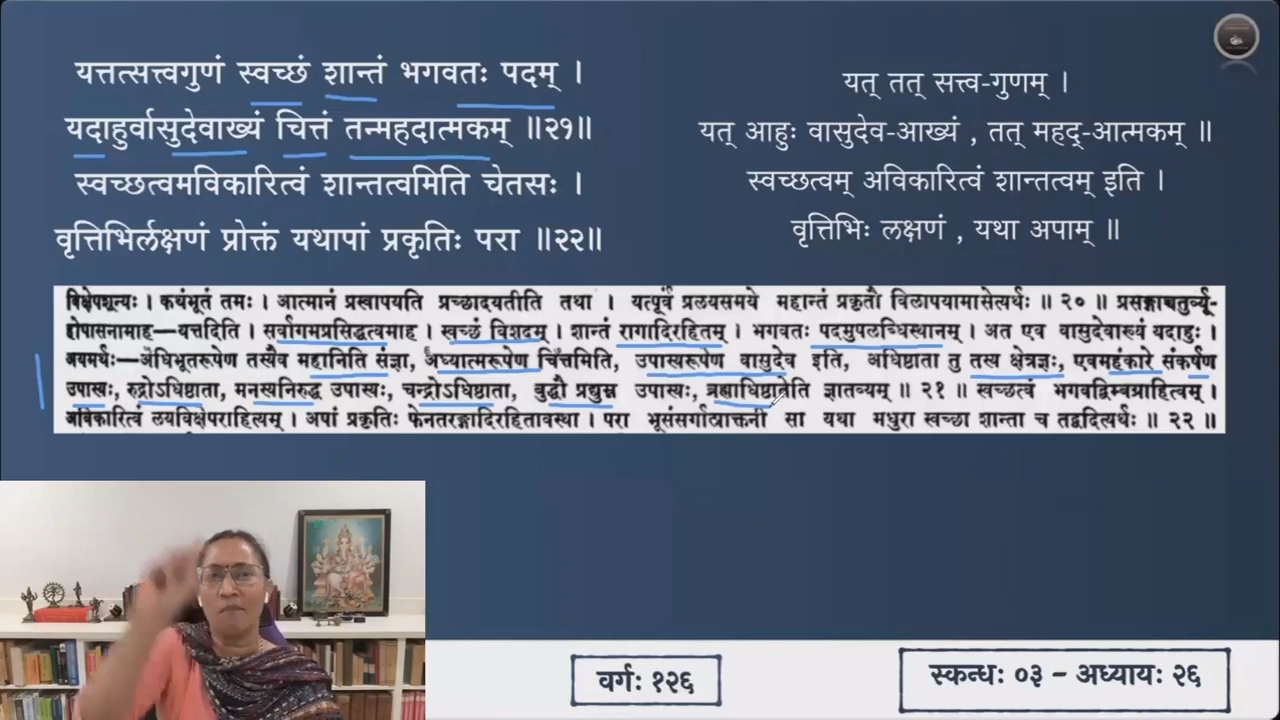 यत्तत्सत्त्वगुणं स्वच्छं शान्तं भगवतः पदम् ।
यदाहुर्वासुदेवाख्यं चित्तं तन्महदात्मकम् ॥२१॥
स्वच्छत्वमविकारित्वं शान्तत्वमिति चेतसः ।
वृत्तिभिर्लक्षणं प्रोक्तं यथापां प्रकृतिः परा ॥२२॥
यत् तत् सत्त्व-गुणम् ।
यत् आहुः वासुदेव-आख्यं , तत् महद्-आत्मकम् ॥
स्वच्छत्वम् अविकारित्वं शान्तत्वम् इति ।
वृत्तिभिः लक्षणं , यथा अपाम् ॥
विक्षेपशून्यः । कथंभूतं तमः । आत्मानं प्रस्वापयति प्रच्छादयतीति तथा । यत्पूर्वं प्रलयसमये महान्तं प्रकृतौ विलापयामासेत्यर्थः ॥ २० ॥ प्रसङ्गाच्चतुर्व्यू-
होपासनामाह—यत्तदिति । सर्वागमप्रसिद्धत्वमाह । स्वच्छं विशदम् । शान्तं रागादिरहितम् । भगवतः पदमुपलब्धिस्थानम् । अत एव वासुदेवाख्यं यदाहुः ।
अयमर्थः—अधिभूतरूपेण तस्यैव महानिति संज्ञा, अध्यात्मरूपेण चित्तमिति, उपास्यरूपेण वासुदेव इति, अधिष्ठाता तु तस्य क्षेत्रज्ञः, एवमहंकारे संकर्षण
उपास्यः, रुद्रोऽधिष्ठाता, मनस्यनिरुद्ध उपास्यः, चन्द्रोऽधिष्ठाता, बुद्धौ प्रद्युम्न उपास्यः, ब्रह्माधिष्ठातेति ज्ञातव्यम् ॥ २१ ॥ स्वच्छत्वं भगवद्बिम्बग्राहित्वम् ।
अविकारित्वं लयविक्षेपराहित्यम् । अपां प्रकृतिः फेनतरङ्गादिरहितावस्था । परा भूसंसर्गात्प्राक्तनी सा यथा मधुरा स्वच्छा शान्ता च तद्वदित्यर्थः ॥ २२ ॥
वर्गः १२६
स्कन्धः ०३ – अध्यायः २६